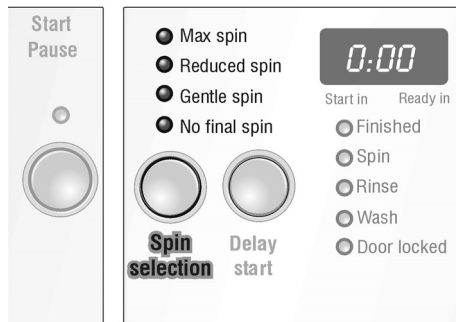 Start
Pause
Max spin
Reduced spin
Gentle spin
No final spin
0:00
Start in Ready in
Finished
Spin
Rinse
Wash
Door locked
Spin
selection
Delay
start